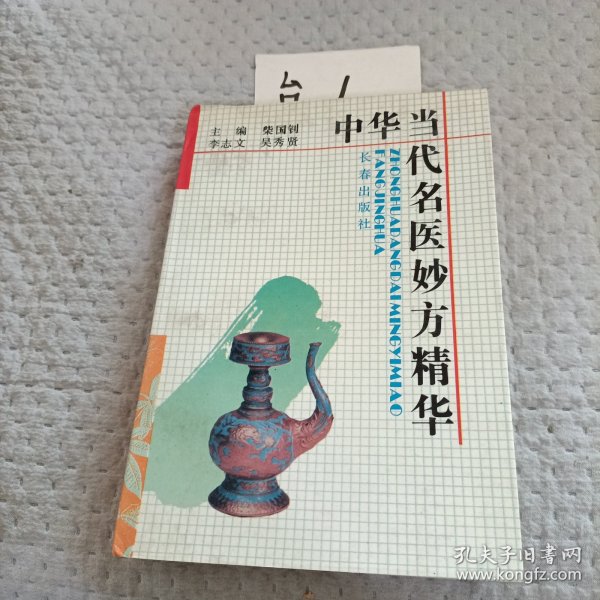 台 1
主 编 柴国钊
李志文 吴秀贤
中华当代名医妙方精华
ZHONGHUADANGDAIMINGYIMIAO
FANGJINGHUA
长春出版社
孔夫子旧书网
www.kongfz.com